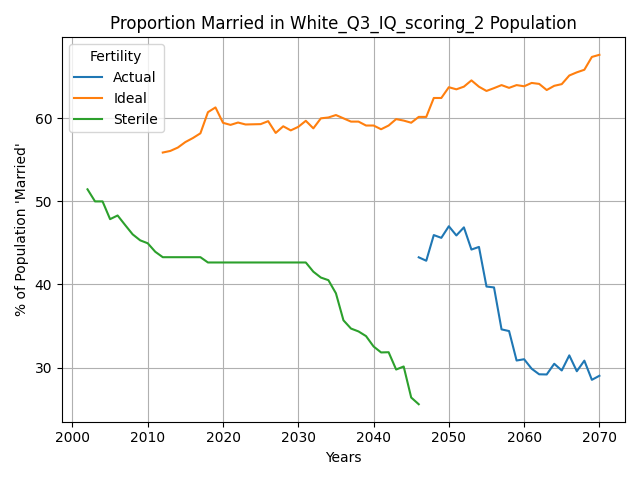 Proportion Married in White_Q3_IQ_scoring_2 Population
Fertility
Actual
Ideal
Sterile
% of Population 'Married'
60
50
40
30
2000 2010 2020 2030 2040 2050 2060 2070
Years